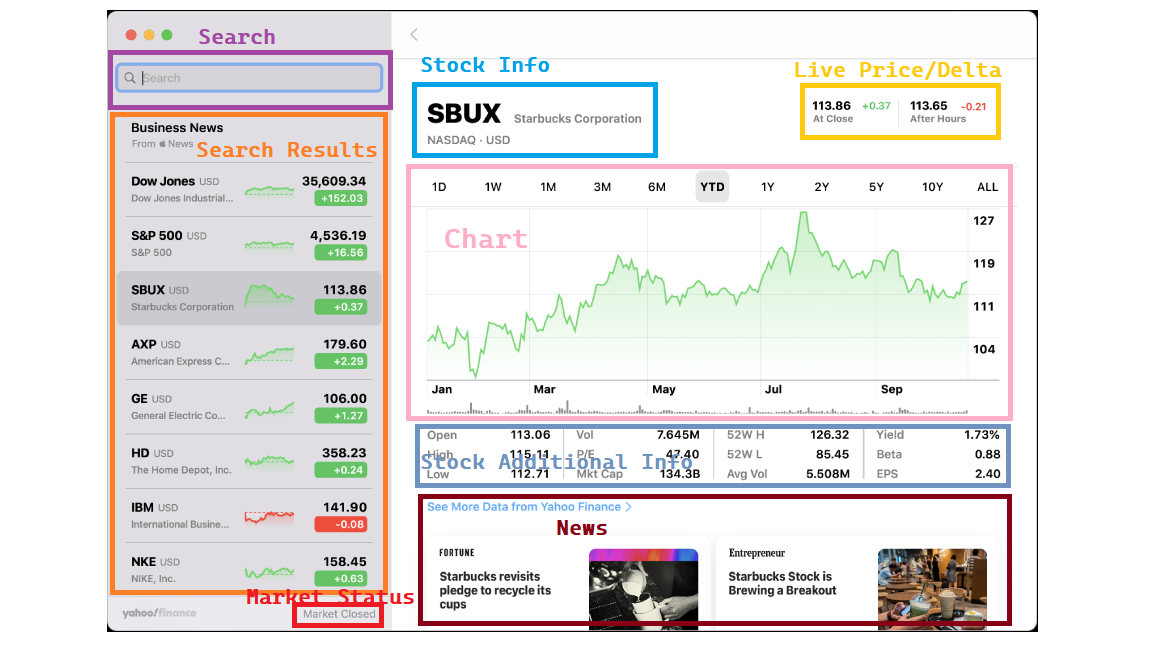 Search
Search
Business News
From News
Search Results
Dow Jones USD 35,609.34
Dow Jones Industrial... +152.03
S&P 500 USD 4,536.19
S&P 500 +16.56
SBUX USD 113.86
Starbucks Corporation +0.37
AXP USD 179.60
American Express C... +2.29
GE USD 106.00
General Electric Co... +1.27
HD USD 358.23
The Home Depot, Inc. +0.24
IBM USD 141.90
International Busine... -0.08
NKE USD 158.45
NIKE, Inc. +0.63
Market Status
yahoo!finance Market Closed
Stock Info
SBUX Starbucks Corporation
NASDAQ · USD
Live Price/Delta
113.86 +0.37 113.65 -0.21
At Close After Hours
1D 1W 1M 3M 6M YTD 1Y 2Y 5Y 10Y ALL
Chart
127
119
111
104
Jan Mar May Jul Sep
Open 113.06 Vol 7.645M 52W H 126.32 Yield 1.73%
High 115.11 P/E 47.40 52W L 85.45 Beta 0.88
Stock Additional Info
Low 112.71 Mkt Cap 134.3B Avg Vol 5.508M EPS 2.40
See More Data from Yahoo Finance >
News
FORTUNE
Starbucks revisits
pledge to recycle its
cups
Entrepreneur
Starbucks Stock is
Brewing a Breakout